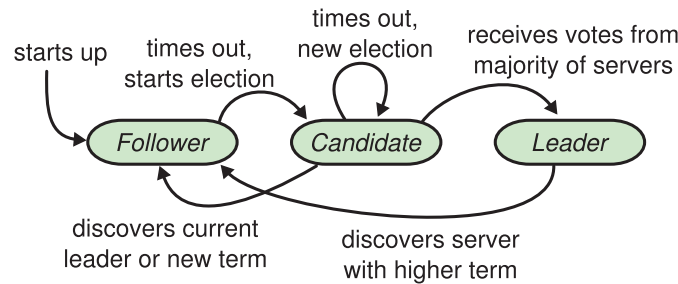 starts up
times out,
starts election
times out,
new election
receives votes from
majority of servers
Follower
Candidate
Leader
discovers current
leader or new term
discovers server
with higher term